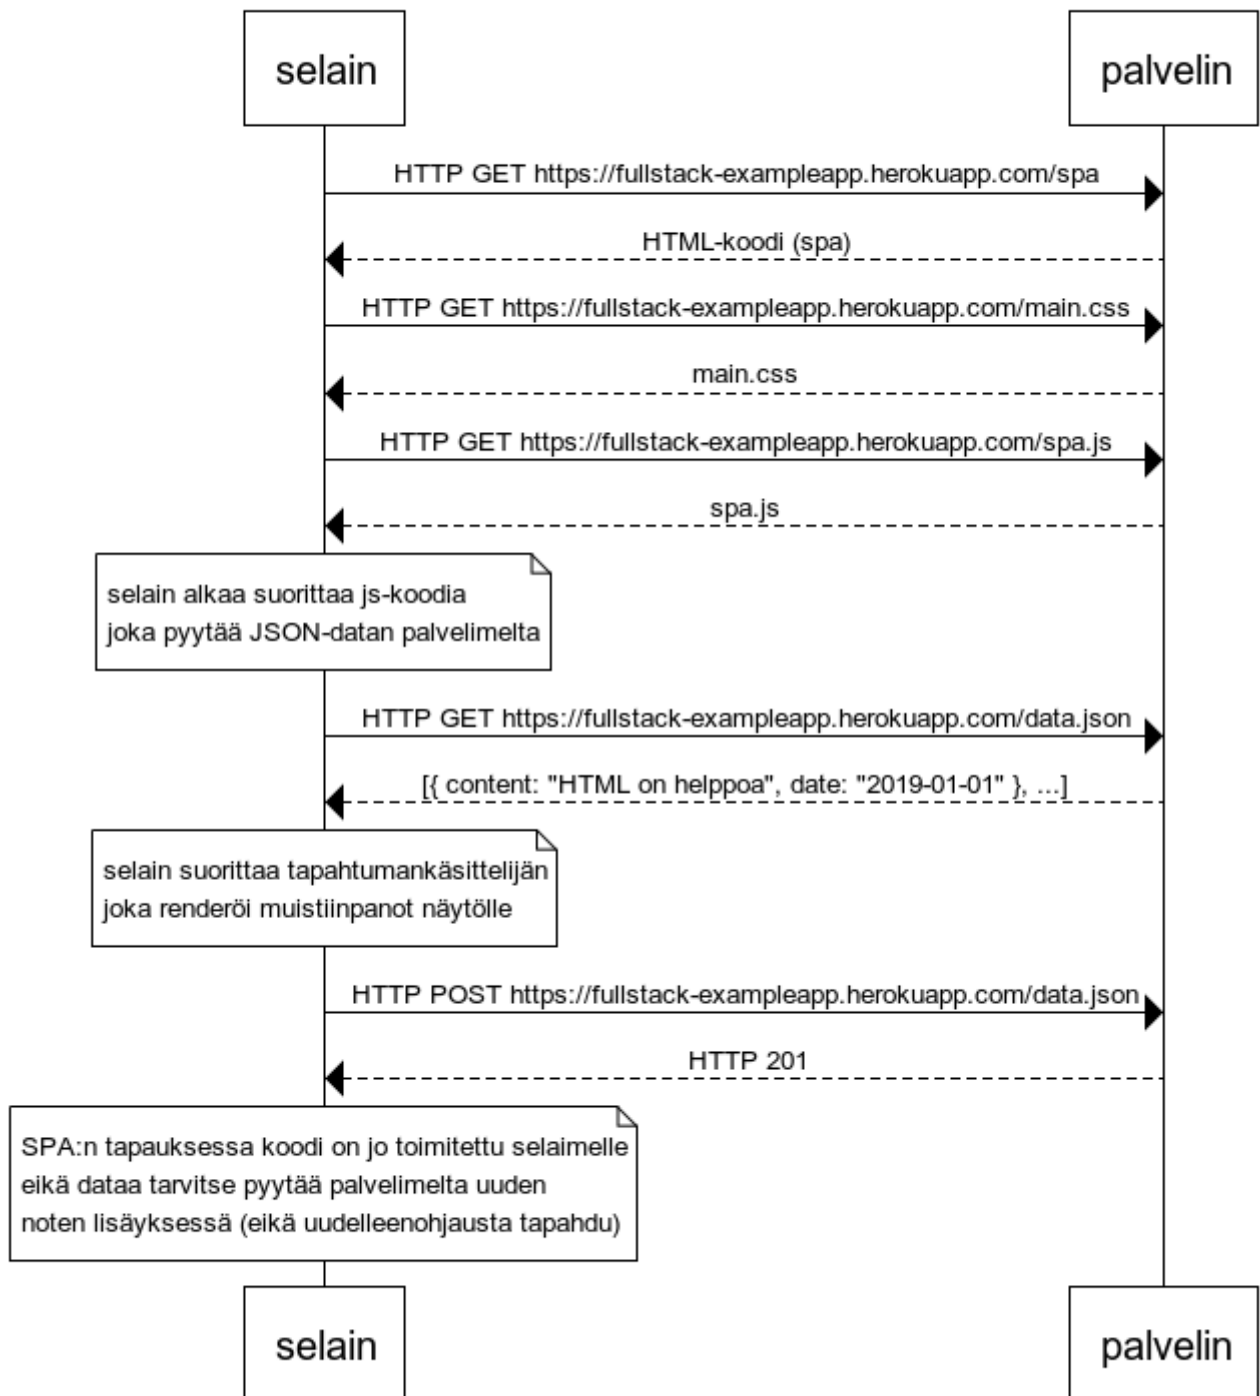 selain palvelin
HTTP GET https://fullstack-exampleapp.herokuapp.com/spa
HTML-koodi (spa)
HTTP GET https://fullstack-exampleapp.herokuapp.com/main.css
main.css
HTTP GET https://fullstack-exampleapp.herokuapp.com/spa.js
spa.js
selain alkaa suorittaa js-koodia
joka pyytää JSON-datan palvelimelta
HTTP GET https://fullstack-exampleapp.herokuapp.com/data.json
[{ content: "HTML on helppoa", date: "2019-01-01" }, ...]
selain suorittaa tapahtumankäsittelijän
joka renderöi muistiinpanot näytölle
HTTP POST https://fullstack-exampleapp.herokuapp.com/data.json
HTTP 201
SPA:n tapauksessa koodi on jo toimitettu selaimelle
eikä dataa tarvitse pyytää palvelimelta uuden
noten lisäyksessä (eikä uudelleenohjausta tapahdu)
selain palvelin